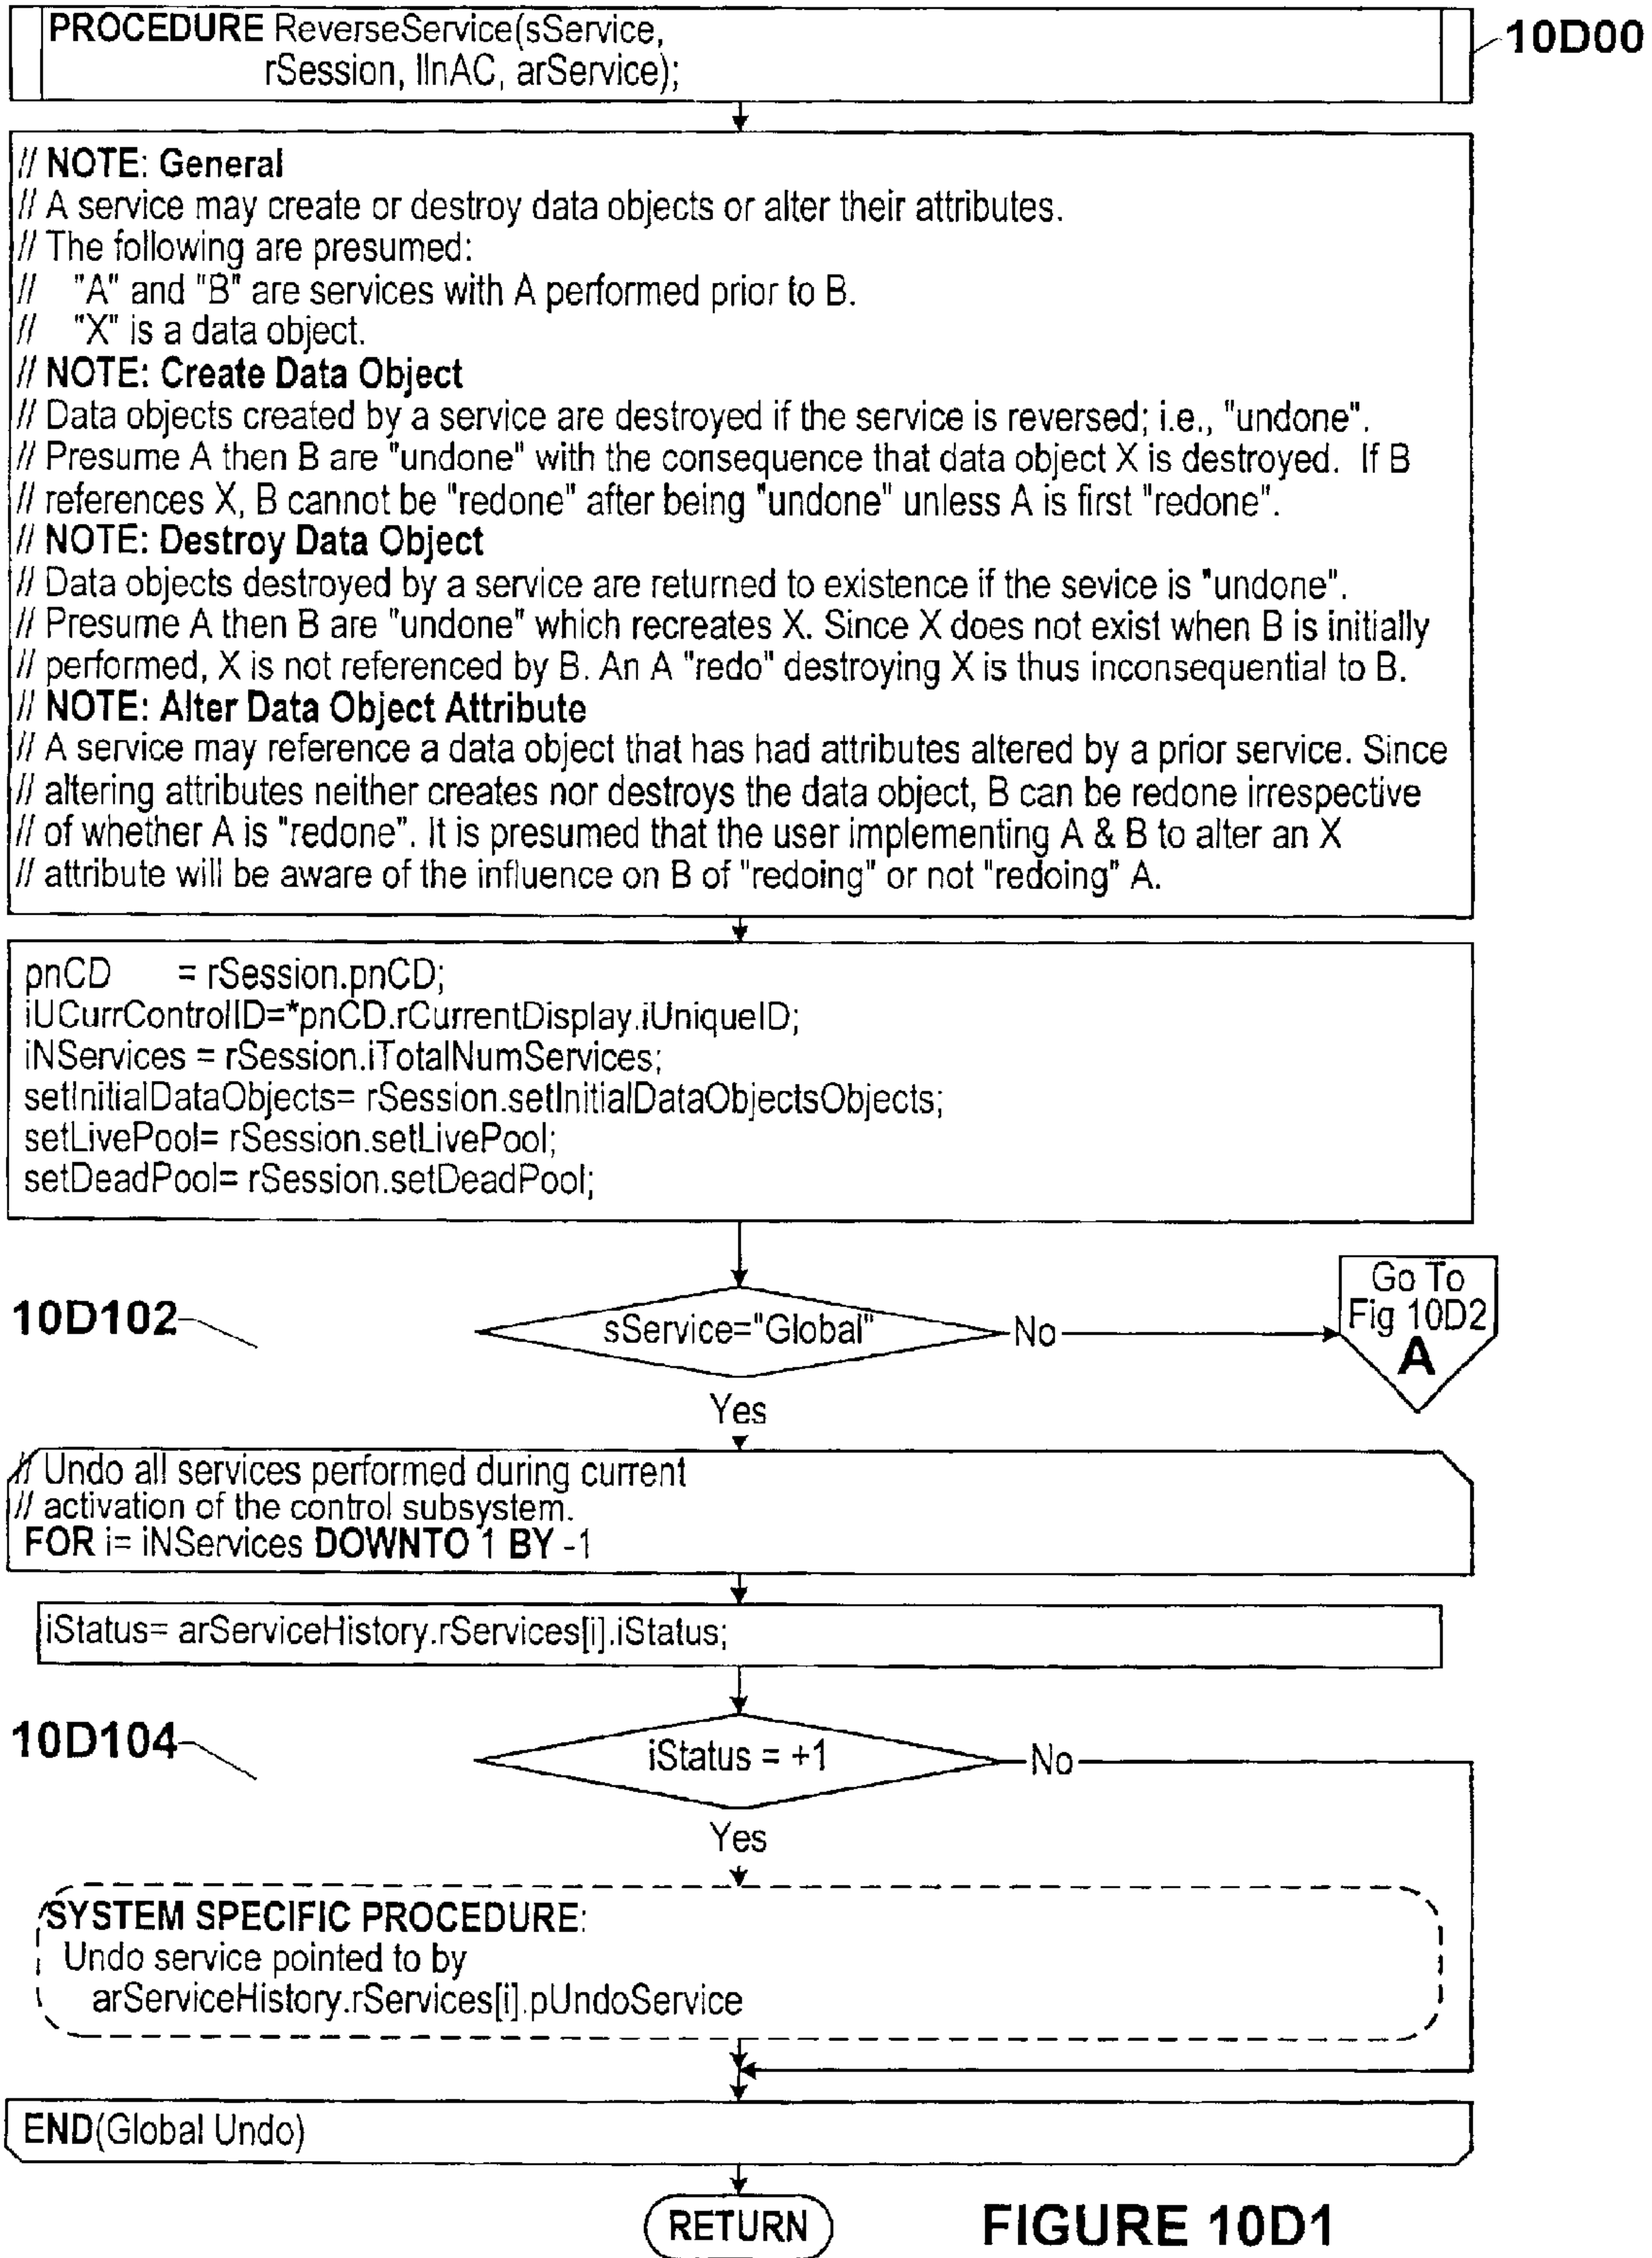 PROCEDURE ReverseService(sService,
rSession, llnAC, arService);
10D00
// NOTE: General
// A service may create or destroy data objects or alter their attributes.
// The following are presumed:
// "A" and "B" are services with A performed prior to B.
// "X" is a data object.
// NOTE: Create Data Object
// Data objects created by a service are destroyed if the service is reversed; i.e., "undone".
// Presume A then B are "undone" with the consequence that data object X is destroyed. If B
// references X, B cannot be "redone" after being "undone" unless A is first "redone".
// NOTE: Destroy Data Object
// Data objects destroyed by a service are returned to existence if the sevice is "undone".
// Presume A then B are "undone" which recreates X. Since X does not exist when B is initially
// performed, X is not referenced by B. An A "redo" destroying X is thus inconsequential to B.
// NOTE: Alter Data Object Attribute
// A service may reference a data object that has had attributes altered by a prior service. Since
// altering attributes neither creates nor destroys the data object, B can be redone irrespective
// of whether A is "redone". It is presumed that the user implementing A & B to alter an X
// attribute will be aware of the influence on B of "redoing" or not "redoing" A.
pnCD = rSession.pnCD;
iUCurrControlID=*pnCD.rCurrentDisplay.iUniqueID;
iNServices = rSession.iTotalNumServices;
setInitialDataObjects= rSession.setInitialDataObjectsObjects;
setLivePool= rSession.setLivePool;
setDeadPool= rSession.setDeadPool;
10D102
sService="Global"
No
Go To
Fig 10D2
A
Yes
// Undo all services performed during current
// activation of the control subsystem.
FOR i= iNServices DOWNTO 1 BY -1
iStatus= arServiceHistory.rServices[i].iStatus;
10D104
iStatus = +1
No
Yes
SYSTEM SPECIFIC PROCEDURE:
Undo service pointed to by
arServiceHistory.rServices[i].pUndoService
END(Global Undo)
RETURN
FIGURE 10D1